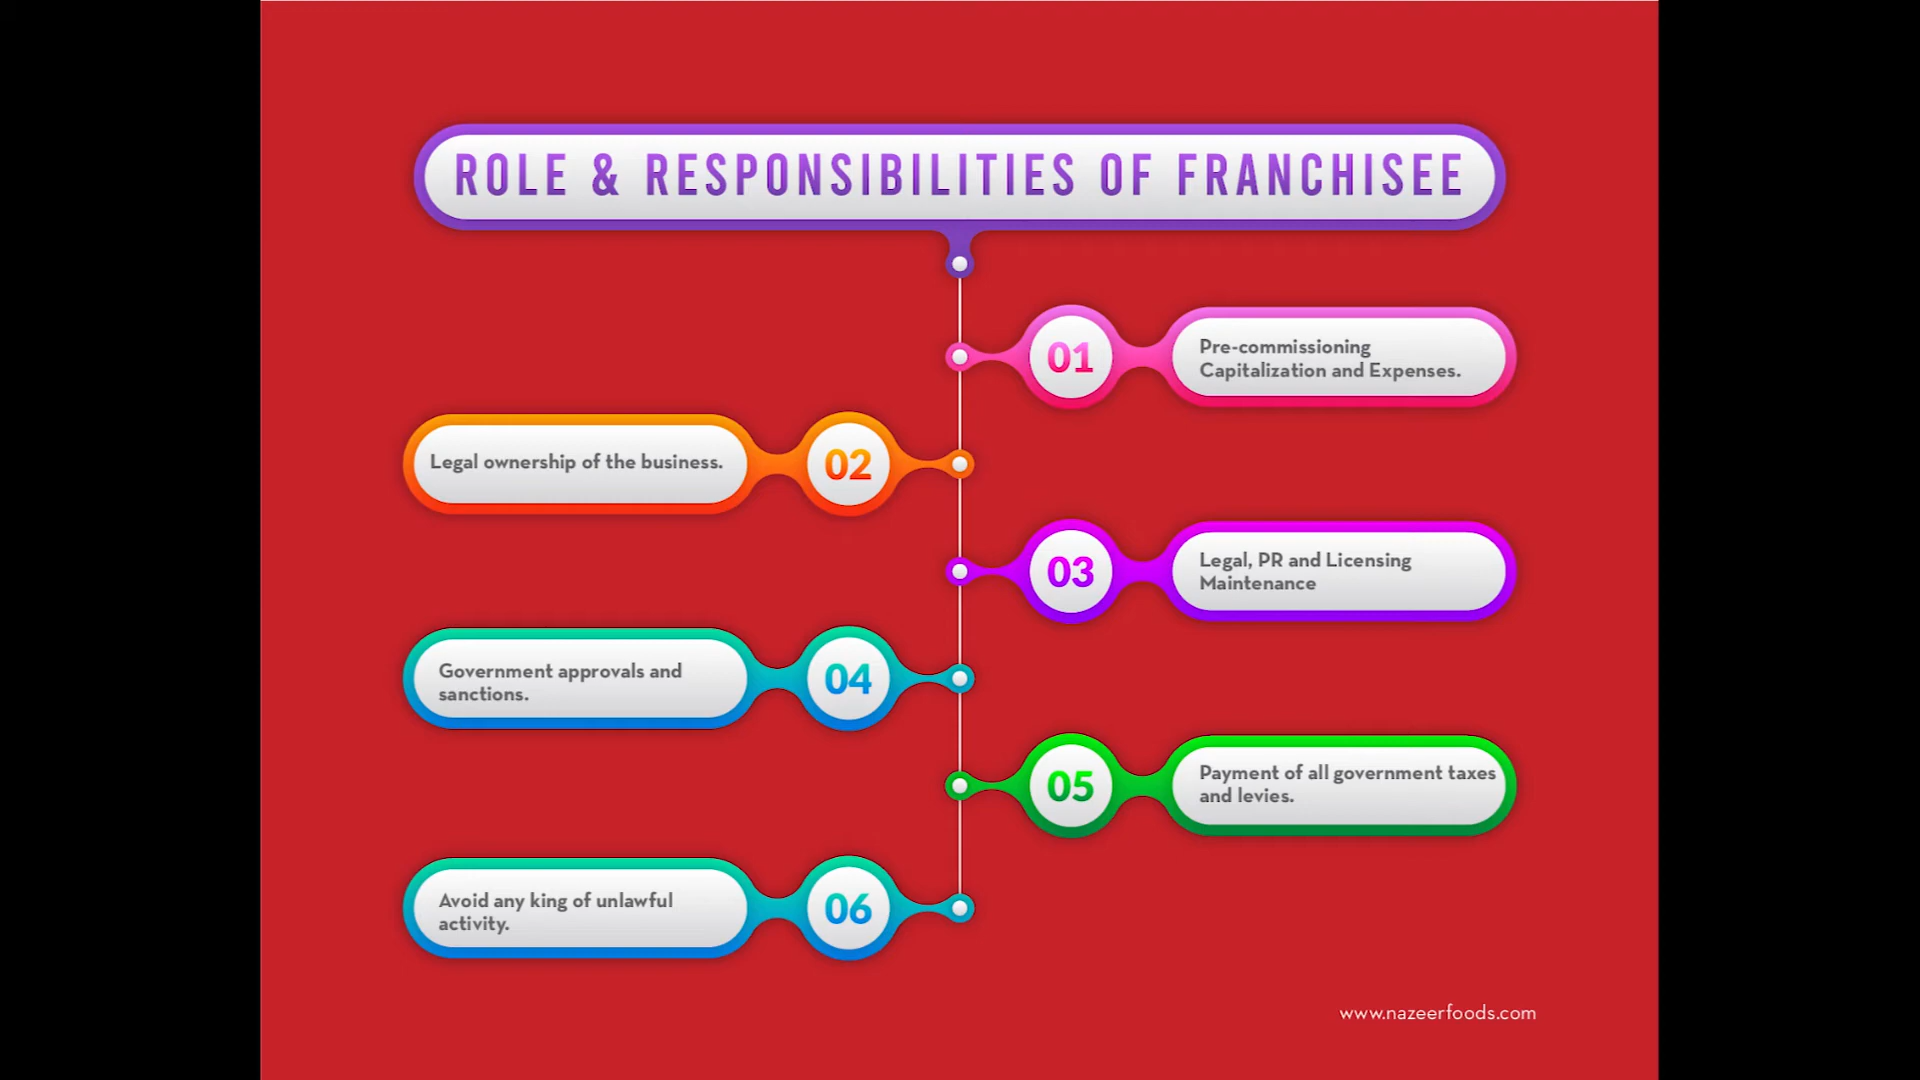 ROLE & RESPONSIBILITIES OF FRANCHISEE
01
Pre-commissioning
Capitalization and Expenses.
02
Legal ownership of the business.
03
Legal, PR and Licensing
Maintenance
04
Government approvals and
sanctions.
05
Payment of all government taxes
and levies.
06
Avoid any king of unlawful
activity.
www.nazeerfoods.com